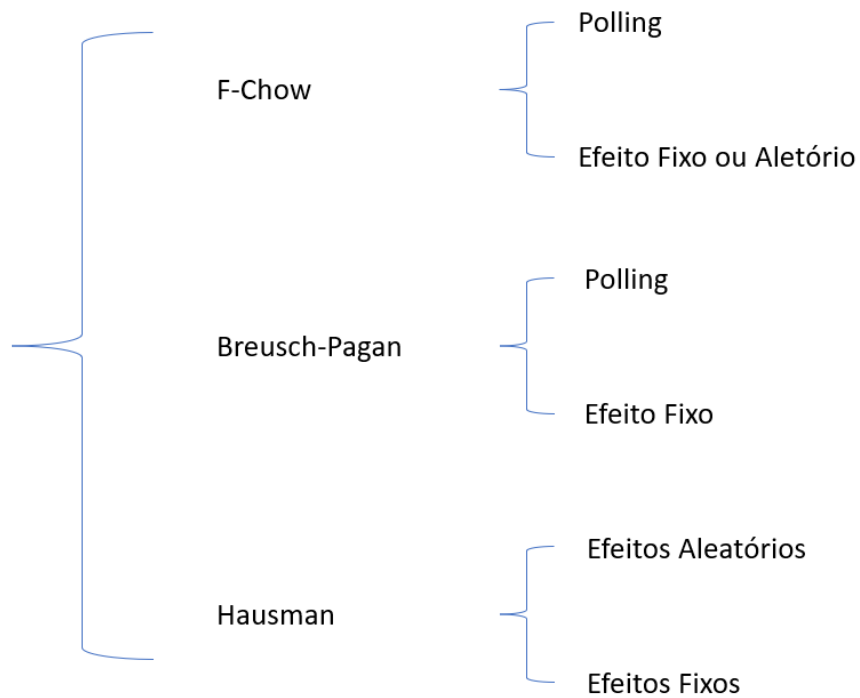 Polling
F-Chow
Efeito Fixo ou Aletório
Polling
Breusch-Pagan
Efeito Fixo
Efeitos Aleatórios
Hausman
Efeitos Fixos